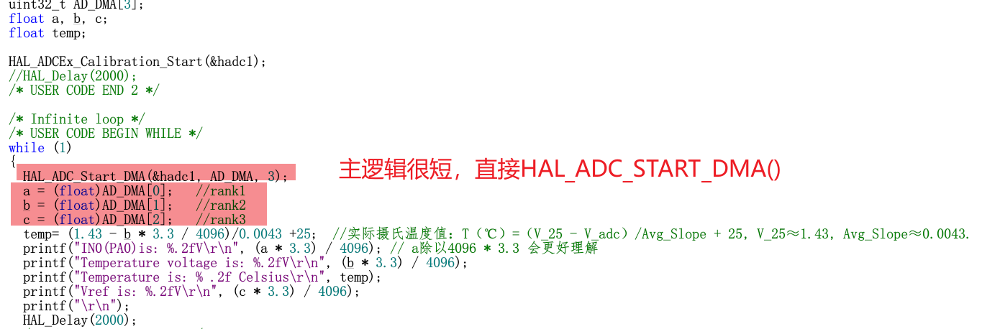 uint32_t AD_DMA[3];
float a, b, c;
float temp;
HAL_ADCEx_Calibration_Start(&hadc1);
//HAL_Delay(2000);
/* USER CODE END 2 */
/* Infinite loop */
/* USER CODE BEGIN WHILE */
while (1)
{
HAL_ADC_Start_DMA(&hadc1, AD_DMA, 3);
主逻辑很短，直接HAL_ADC_START_DMA()
a = (float)AD_DMA[0]; //rank1
b = (float)AD_DMA[1]; //rank2
c = (float)AD_DMA[2]; //rank3
temp= (1.43 - b * 3.3 / 4096)/0.0043 +25; //实际摄氏温度值：T（℃）=（V_25 - V_adc）/Avg_Slope + 25, V_25≈1.43, Avg_Slope≈0.0043.
printf("IN0(PA0)is: %.2fV\r\n", (a * 3.3) / 4096); // a除以4096 * 3.3 会更好理解
printf("Temperature voltage is: %.2fV\r\n", (b * 3.3) / 4096);
printf("Temperature is: % .2f Celsius\r\n", temp);
printf("Vref is: %.2fV\r\n", (c * 3.3) / 4096);
printf("\r\n");
HAL_Delay(2000);